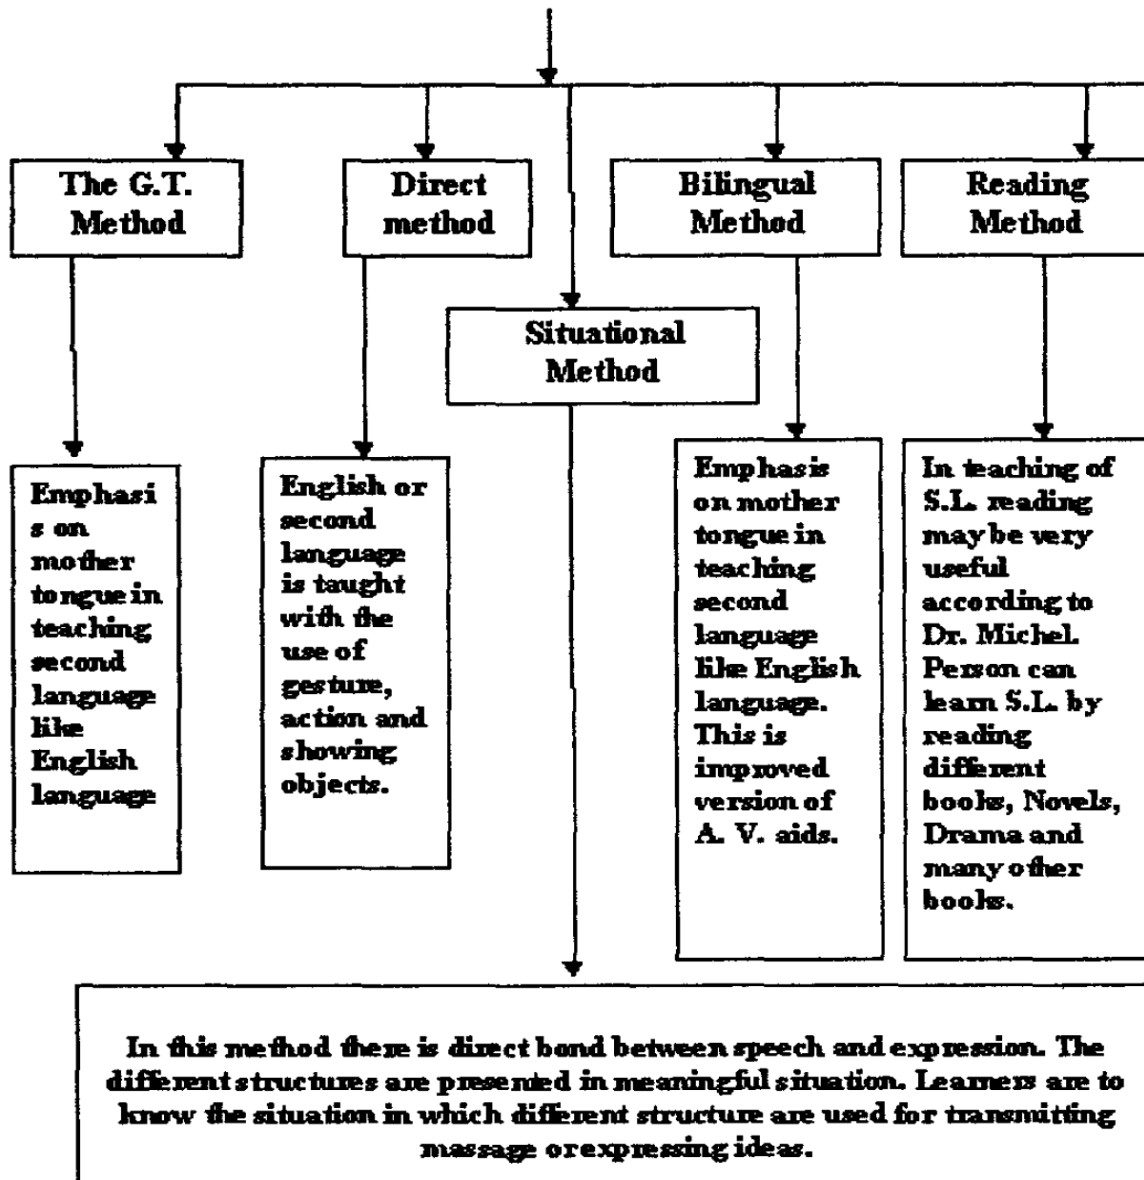 The G.T.
Method
Direct
method
Bilingual
Method
Reading
Method
Situational
Method
Emphasi
s on
mother
tongue in
teaching
second
language
like
English
language
English or
second
language
is taught
with the
use of
gesture,
action and
showing
objects.
Emphasis
on mother
tongue in
teaching
second
language
like English
language.
This is
improved
version of
A. V. aids.
In teaching of
S.L. reading
may be very
useful
according to
Dr. Michel.
Person can
learn S.L. by
reading
different
books, Novels,
Drama and
many other
books.
In this method there is direct bond between speech and expression. The
different structures are presented in meaningful situation. Learners are to
know the situation in which different structure are used for transmitting
massage or expressing ideas.